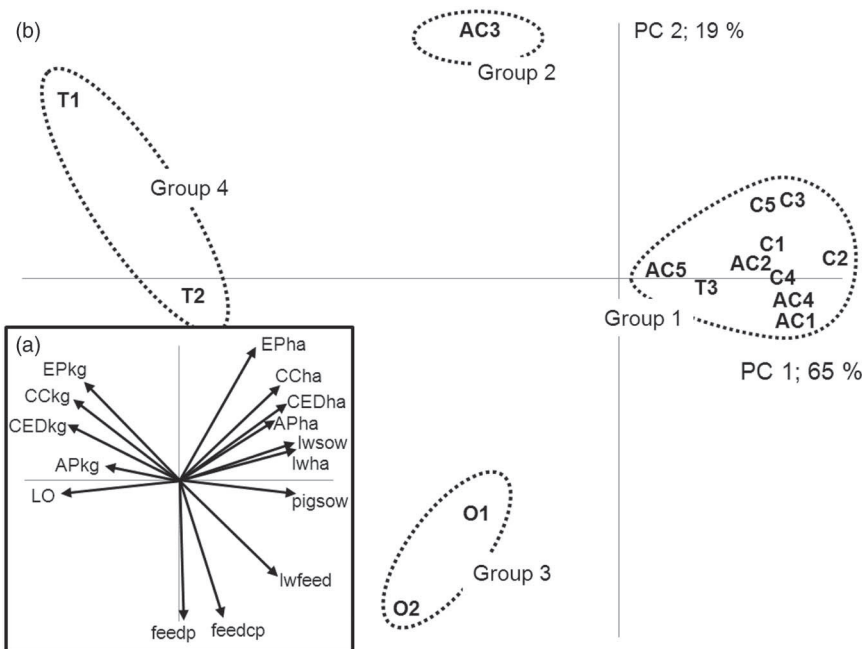 (b)
AC3
PC 2; 19 %
Group 2
T1
Group 4
C5 C3
C1
AC2
C2
AC5
C4
T3
T2
AC4
Group 1
AC1
PC 1; 65 %
(a)
EPha
EPkg
CCha
CCkg
CEDha
CEDkg
APha
lwsow
APkg
lwha
LO
pigsow
lwfeed
feedp
feedcp
O1
Group 3
O2